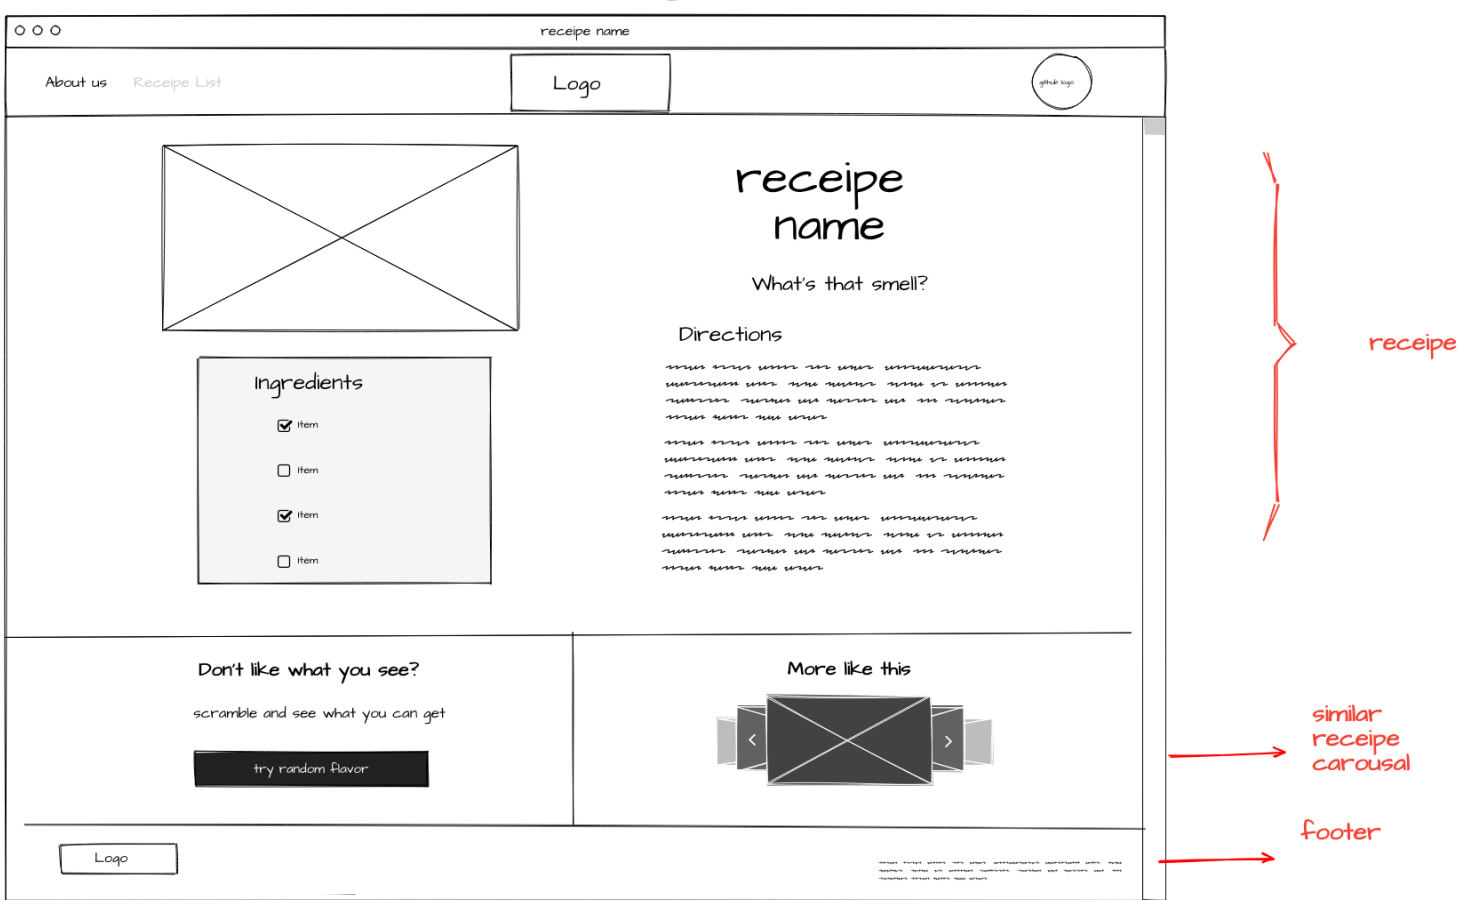 receipe name
About us
Receipe List
Logo
github logo
receipe
name
What's that smell?
Directions
Ingredients
Item
Item
Item
Item
receipe
Don't like what you see?
scramble and see what you can get
try random flavor
More like this
similar
receipe
carousal
footer
Logo